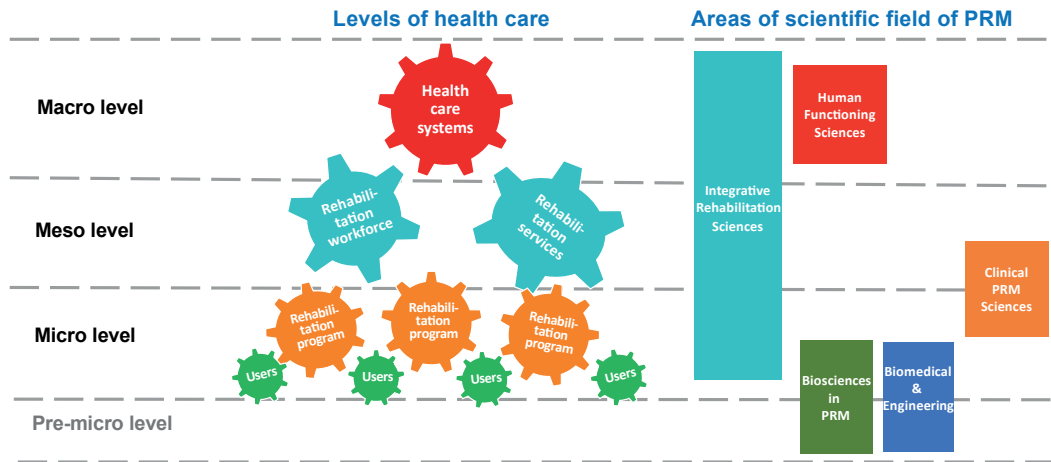 Levels of health care
Areas of scientific field of PRM
Macro level
Health
care
systems
Human
Functioning
Sciences
Meso level
Rehabili-
tation
workforce
Rehabili-
tation
services
Integrative
Rehabilitation
Sciences
Clinical
PRM
Sciences
Micro level
Rehabili-
tation
program
Rehabili-
tation
program
Rehabili-
tation
program
Users
Users
Users
Users
Biosciences
in
PRM
Biomedical
&
Engineering
Pre-micro level